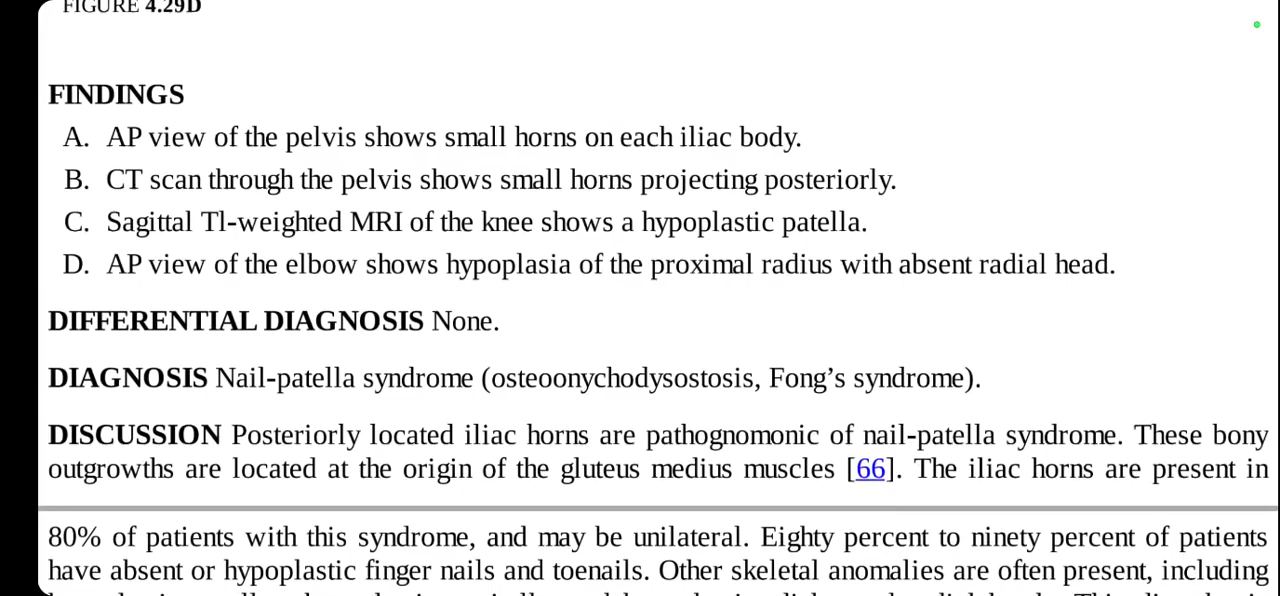 FIGURE 4.29D
FINDINGS
A. AP view of the pelvis shows small horns on each iliac body.
B. CT scan through the pelvis shows small horns projecting posteriorly.
C. Sagittal Tl-weighted MRI of the knee shows a hypoplastic patella.
D. AP view of the elbow shows hypoplasia of the proximal radius with absent radial head.
DIFFERENTIAL DIAGNOSIS None.
DIAGNOSIS Nail-patella syndrome (osteoonychodysostosis, Fong’s syndrome).
DISCUSSION Posteriorly located iliac horns are pathognomonic of nail-patella syndrome. These bony
outgrowths are located at the origin of the gluteus medius muscles [66]. The iliac horns are present in
80% of patients with this syndrome, and may be unilateral. Eighty percent to ninety percent of patients
have absent or hypoplastic finger nails and toenails. Other skeletal anomalies are often present, including